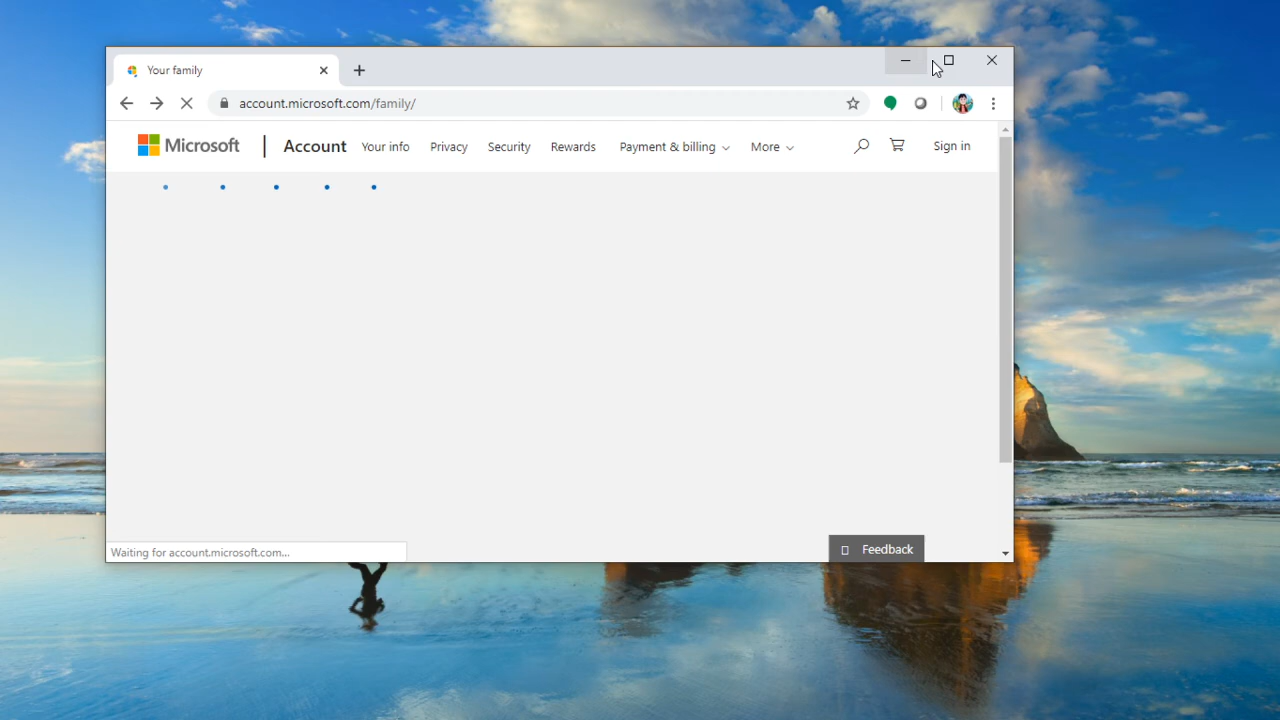 Your family
account.microsoft.com/family/
Microsoft Account Your info Privacy Security Rewards Payment & billing More Sign in
Waiting for account.microsoft.com...
Feedback